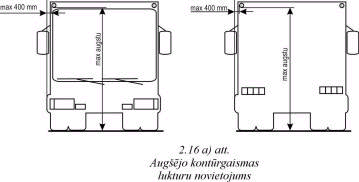 max 400 mm
max 400 mm
max augstu
max augstu
2.16 a) att.
Augšējo kontūrgaismas
lukturu novietojums